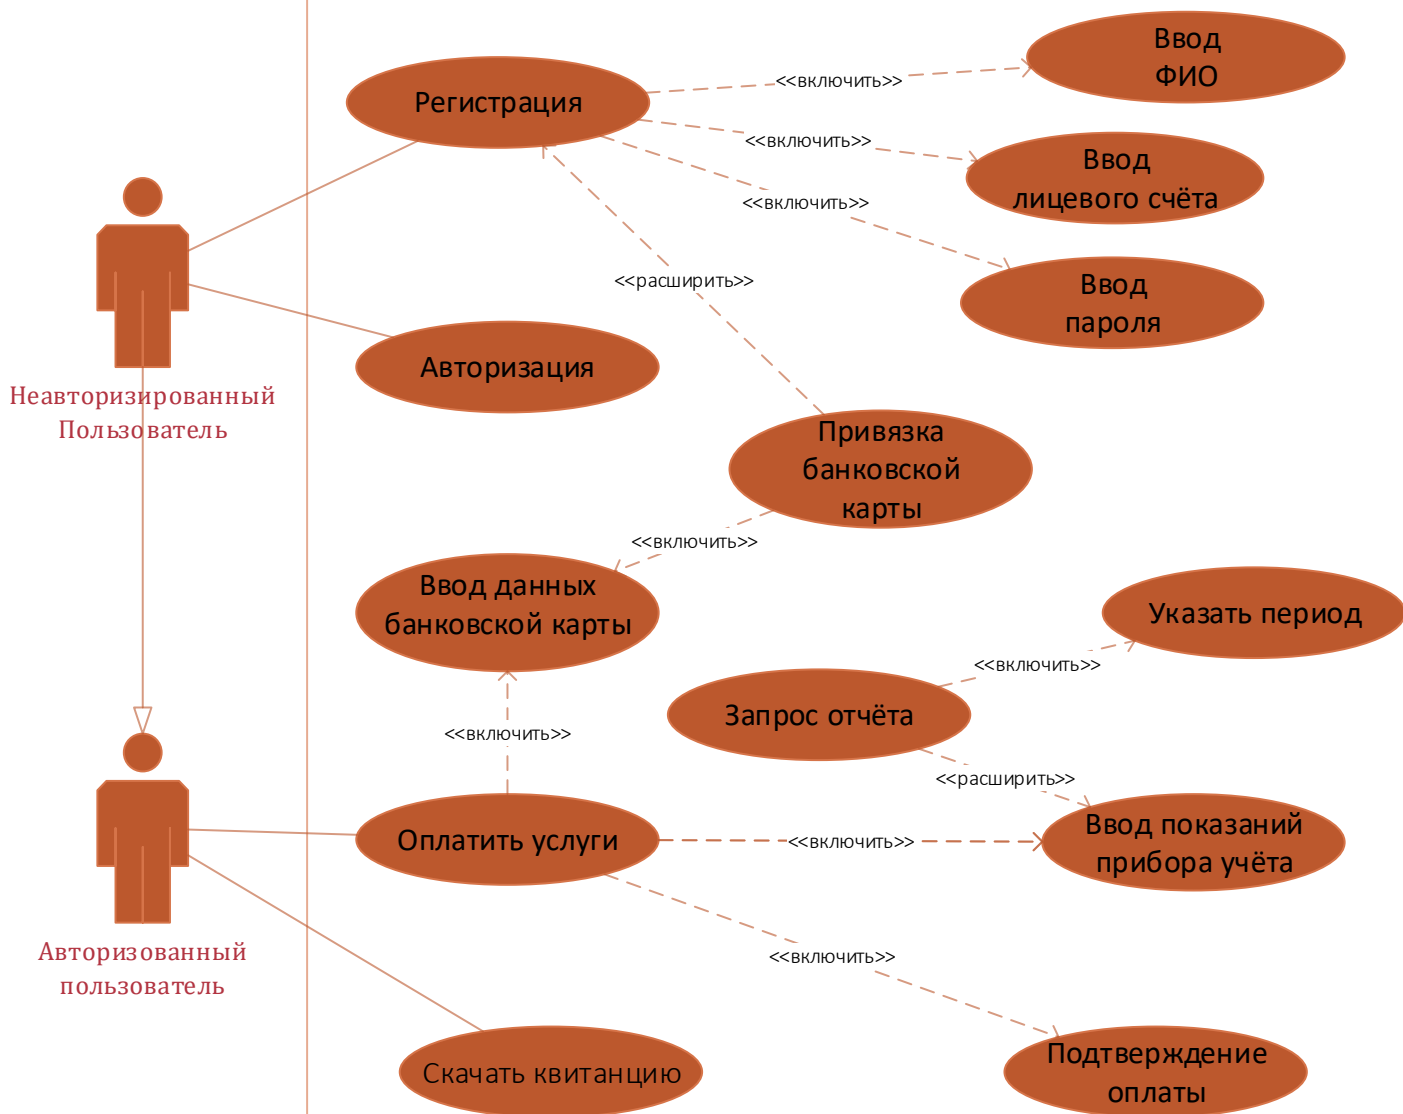 Ввод
ФИО
<<включить>>
Регистрация
<<включить>>
Ввод
лицевого счёта
<<включить>>
<<расширить>>
Ввод
пароля
Авторизация
Неавторизированный
Пользователь
Привязка
банковской
карты
<<включить>>
Ввод данных
банковской карты
Указать период
<<включить>>
Запрос отчёта
<<включить>>
<<расширить>>
Оплатить услуги
<<включить>>
Ввод показаний
прибора учёта
Авторизованный
пользователь
<<включить>>
Скачать квитанцию
Подтверждение
оплаты